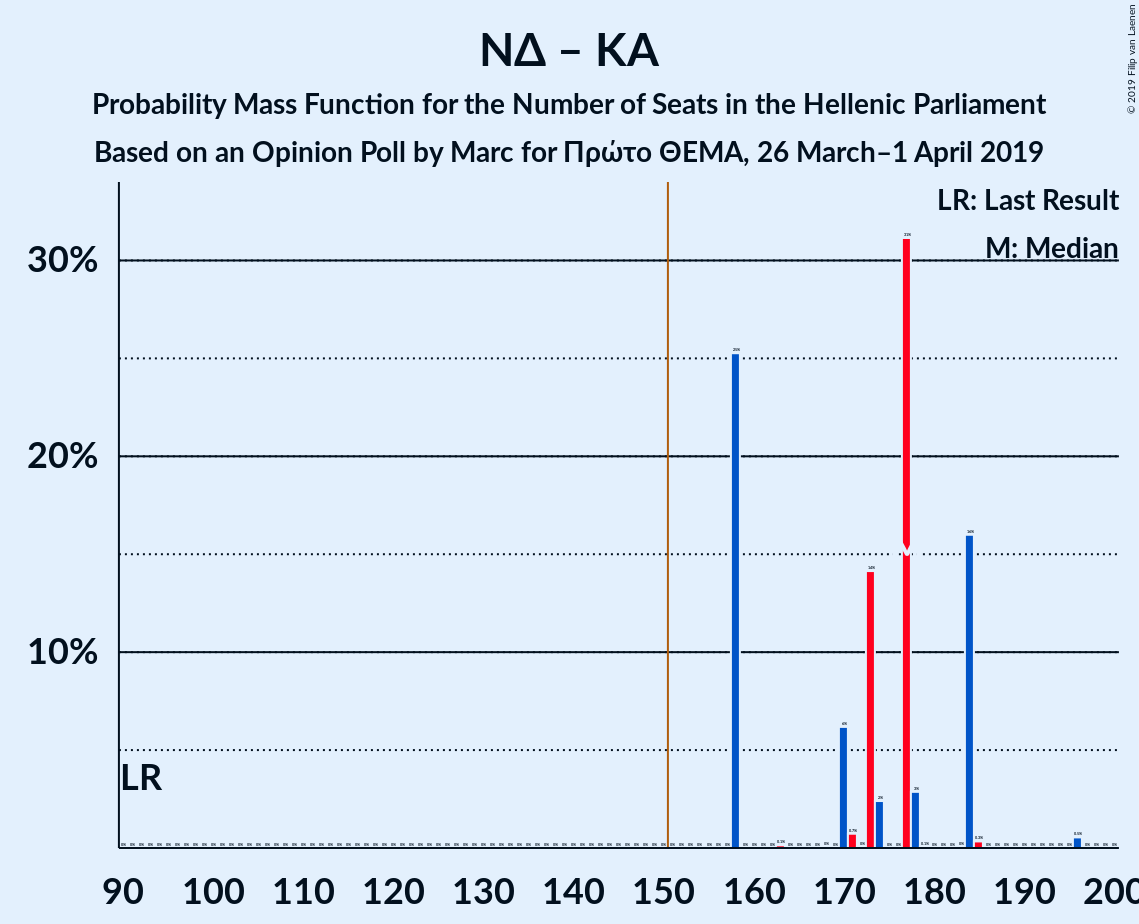 ΝΔ – ΚΑ
Probability Mass Function for the Number of Seats in the Hellenic Parliament
Based on an Opinion Poll by Marc for Πρώτο ΘΕΜΑ, 26 March–1 April 2019
© 2019 Filip van Laenen
LR: Last Result
M: Median
30%
20%
10%
LR
90 100 110 120 130 140 150 160 170 180 190 200